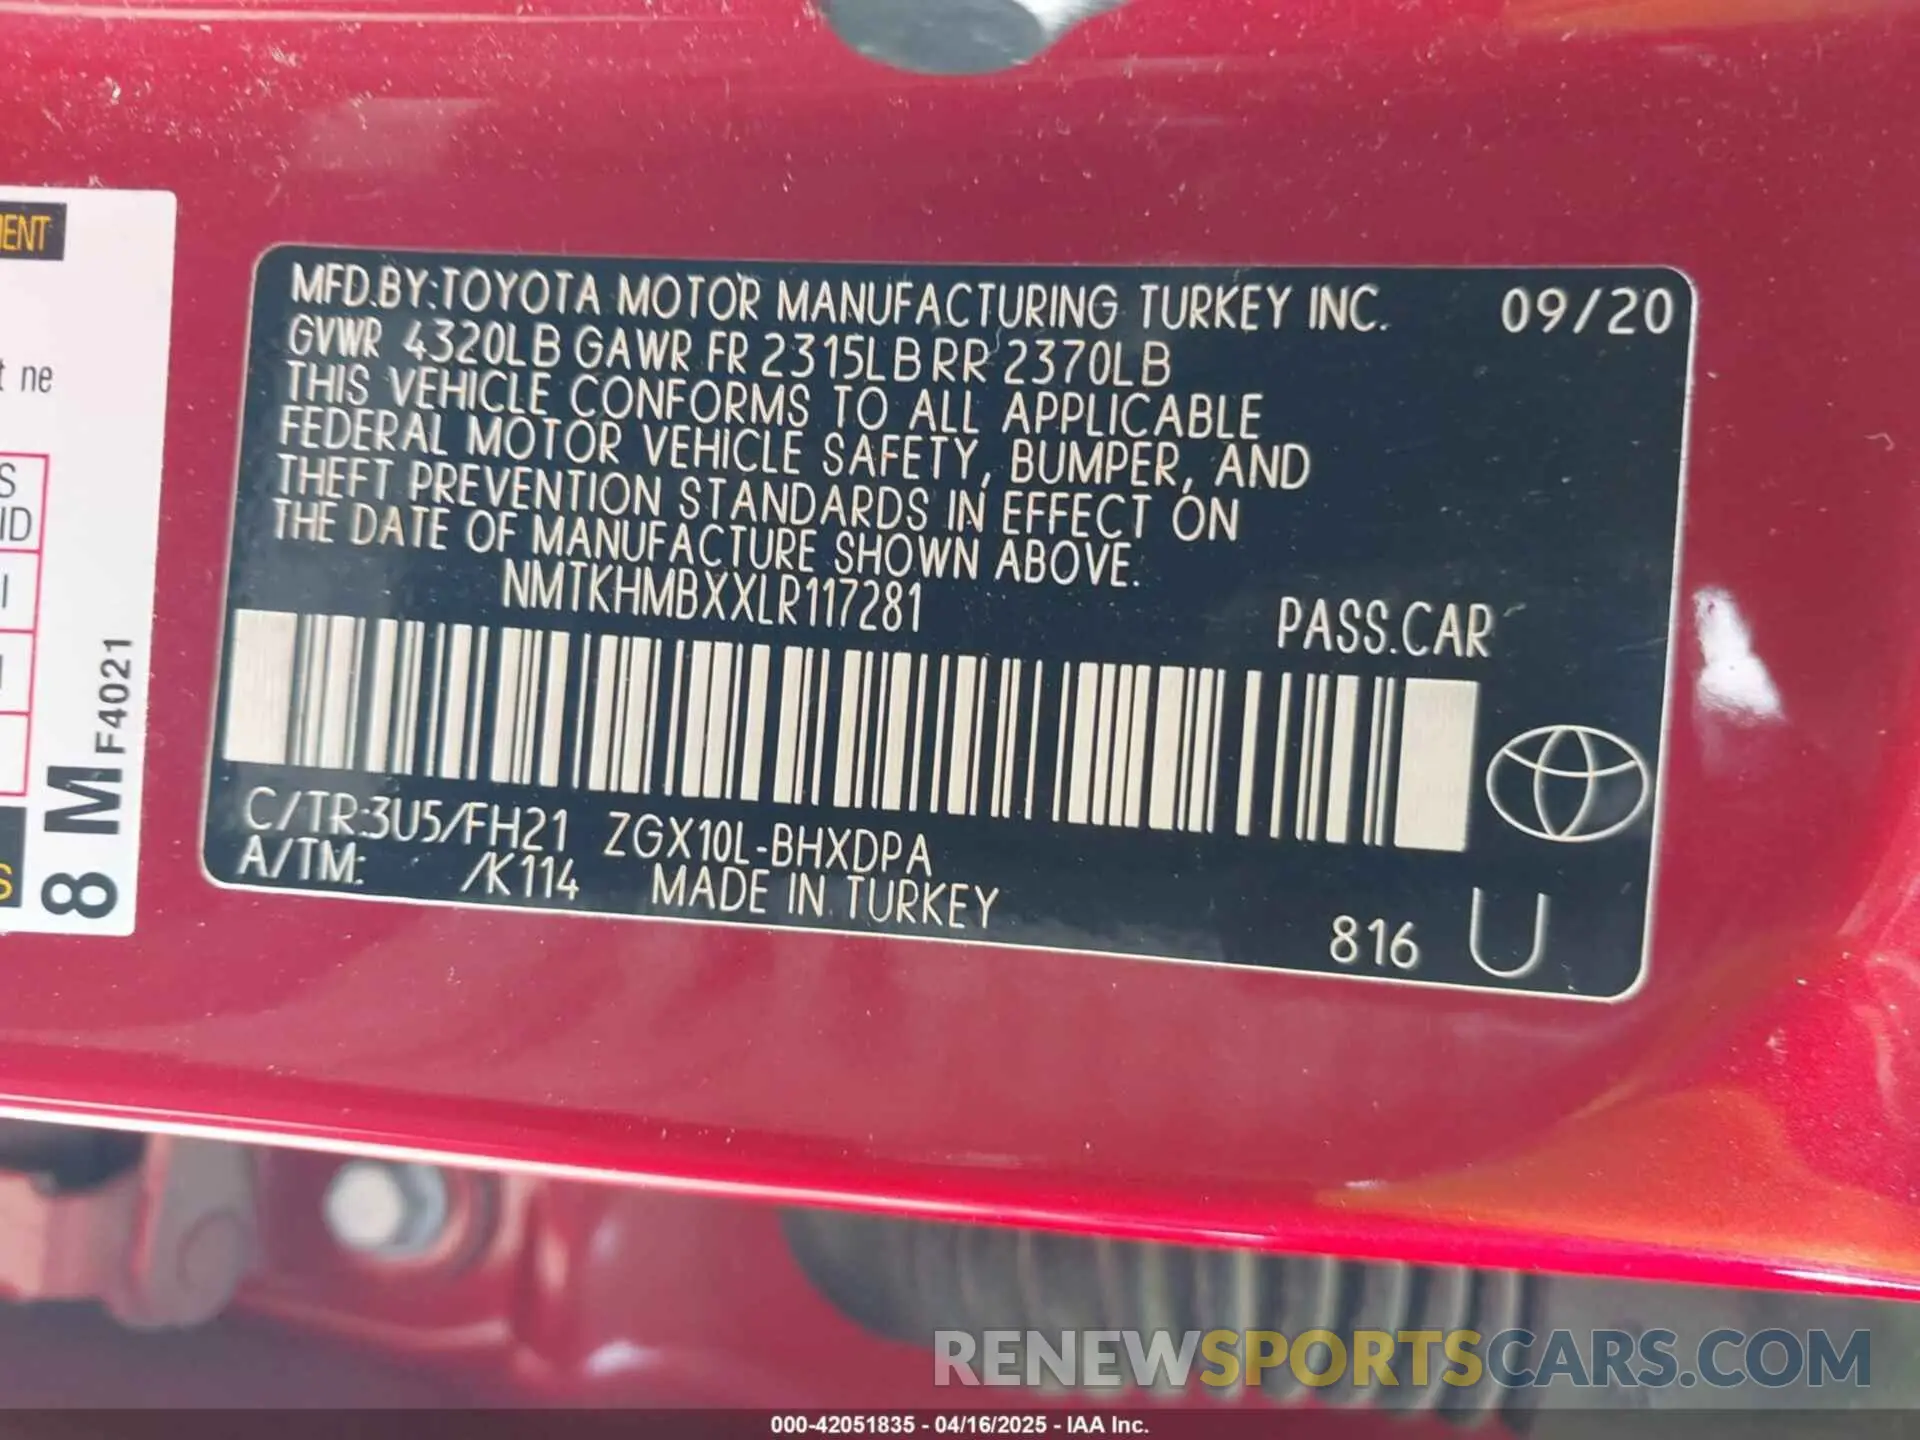 MENT
t ne
S
ID
S
8 M F4021
MFD.BY:TOYOTA MOTOR MANUFACTURING TURKEY INC. 09/20
GVWR 4320LB GAWR FR 2315LB RR 2370LB
THIS VEHICLE CONFORMS TO ALL APPLICABLE
FEDERAL MOTOR VEHICLE SAFETY, BUMPER, AND
THEFT PREVENTION STANDARDS IN EFFECT ON
THE DATE OF MANUFACTURE SHOWN ABOVE.
NMTKHMBXXLR117281 PASS.CAR
C/TR:3U5/FH21 ZGX10L-BHXDPA
A/TM: /K114 MADE IN TURKEY
816 U
RENEWSPORTSCARS.COM
000-42051835 - 04/16/2025 - IAA Inc.